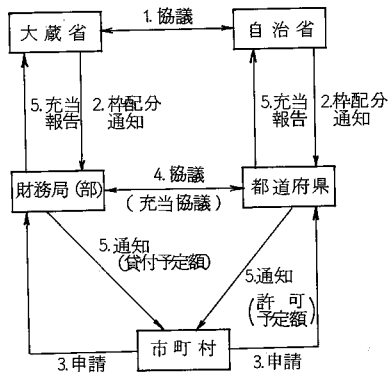 1.協議
大蔵省
自治省
5.充当
報告
2.枠配分
通知
5.充当
報告
2.枠配分
通知
財務局(部)
4.協議
(充当協議)
都道府県
5.通知
(貸付予定額)
5.通知
(許可
予定額)
市町村
3.申請
3.申請